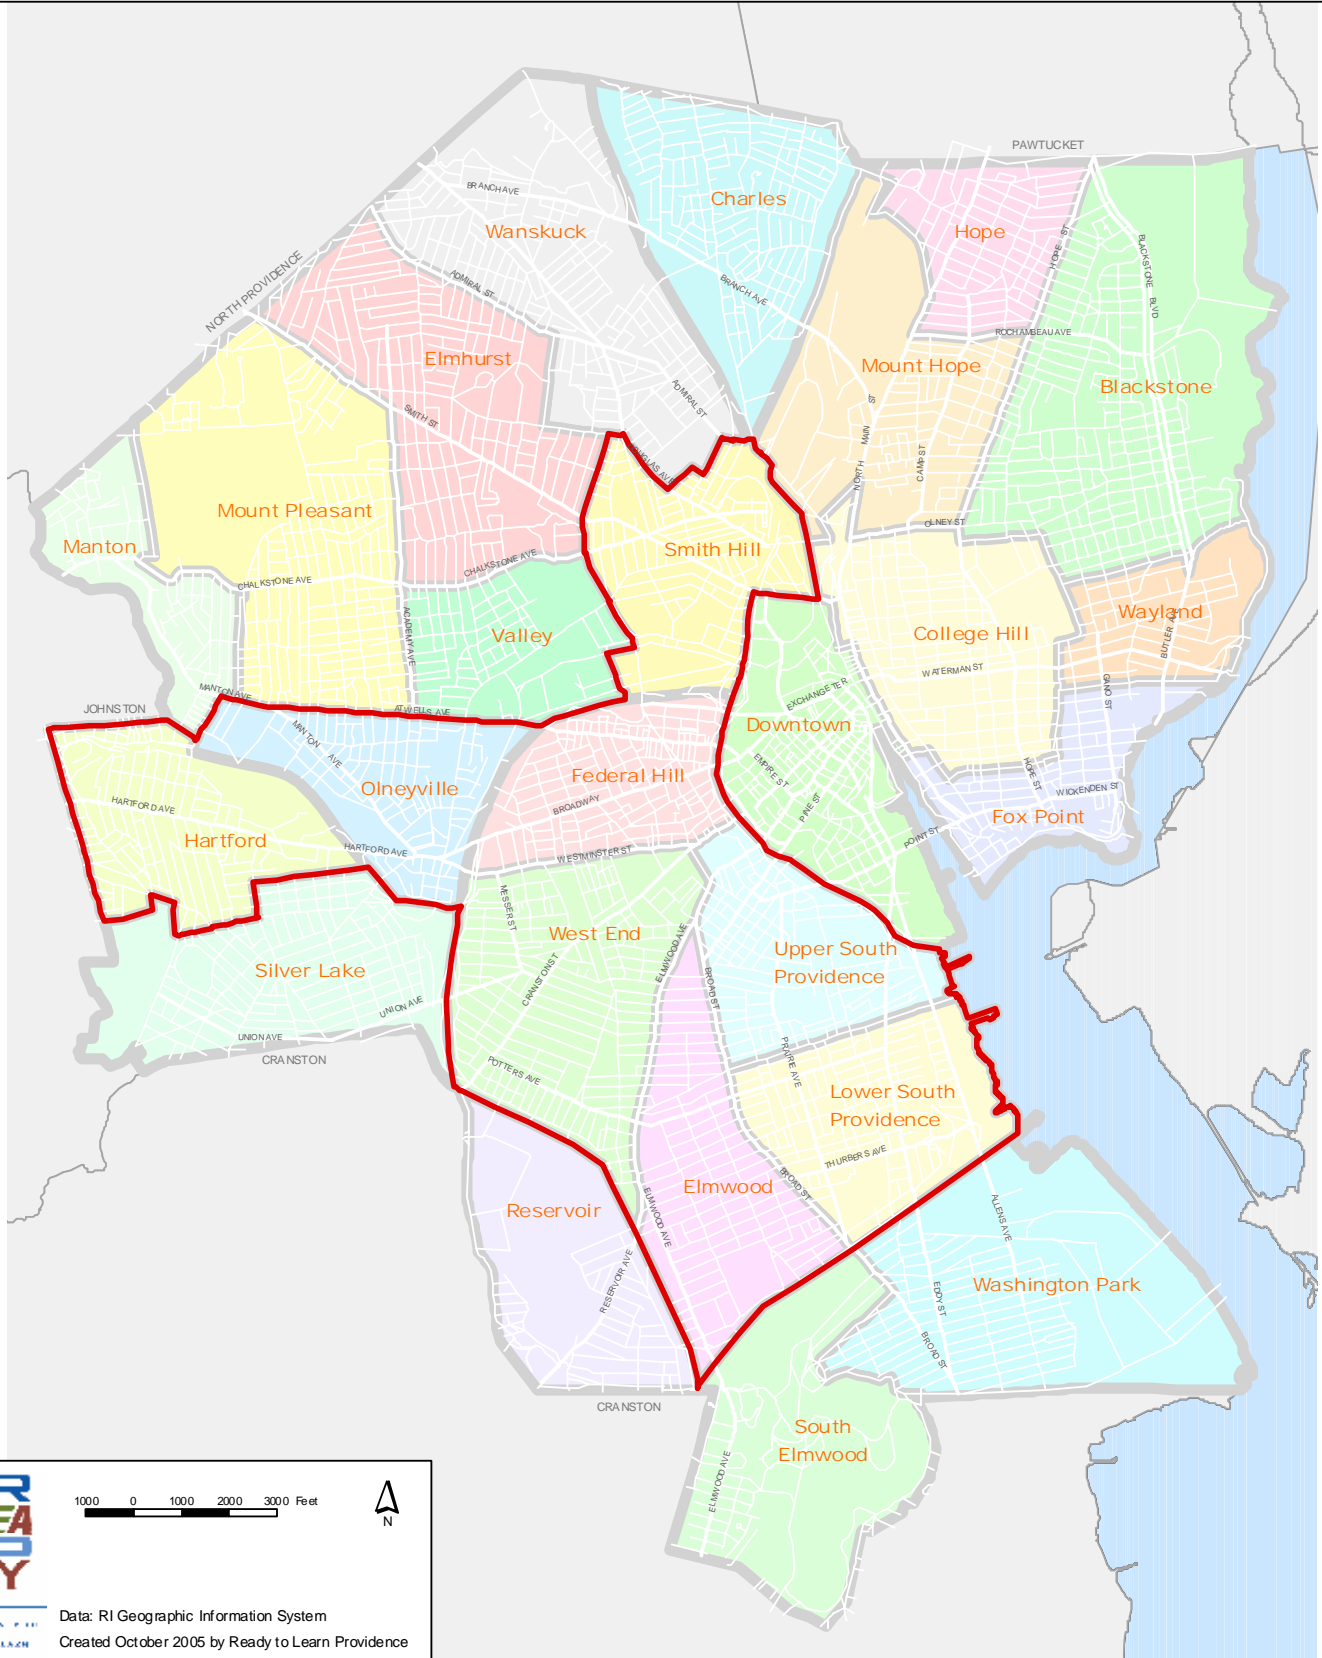 PAWTUCKET
Charles
BRANCH AVE
Wanskuck
Hope
HOPE ST
BLACKSTONE BLVD
NORTH PROVIDENCE
ADMIRAL ST
BRANCH AVE
ROCHAMBEAU AVE
Elmhurst
Mount Hope
Blackstone
ADMIRAL ST
SMITH ST
NORTH MAIN ST
CAMP ST
DOUGLAS AVE
Mount Pleasant
OLNEY ST
Manton
Smith Hill
CHALKSTONE AVE
CHALKSTONE AVE
ACADEMY AVE
Wayland
Valley
College Hill
BUTLER AVE
WATERMAN ST
GANO ST
MANTON AVE
EXCHANGE TER
JOHNSTON
ATWELLS AVE
Downtown
MANTON AVE
EMPIRE ST
Federal Hill
HOPE ST
Olneyville
WICKENDEN ST
HARTFORD AVE
BROADWAY
PINE ST
Fox Point
Hartford
POINT ST
HARTFORD AVE
WESTMINSTER ST
MESSER ST
West End
ELMWOOD AVE
Upper South
Providence
CRANSTON ST
BROAD ST
Silver Lake
UNION AVE
UNION AVE
CRANSTON
PRAIRIE AVE
POTTERS AVE
Lower South
Providence
THURBERS AVE
Elmwood
BROAD ST
Reservoir
ELMWOOD AVE
ALLENS AVE
RESERVOIR AVE
Washington Park
EDDY ST
BROAD ST
CRANSTON
South
Elmwood
ELMWOOD AVE
R
EA
D
Y
1000 0 1000 2000 3000 Feet
N
Data: RI Geographic Information System
Created October 2005 by Ready to Learn Providence